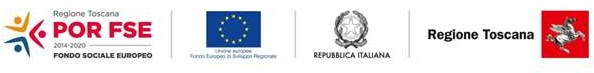 Regione Toscana
POR FSE
2014-2020
FONDO SOCIALE EUROPEO
Unione europea
Fondo Europeo di Sviluppo Regionale
REPUBBLICA ITALIANA
Regione Toscana